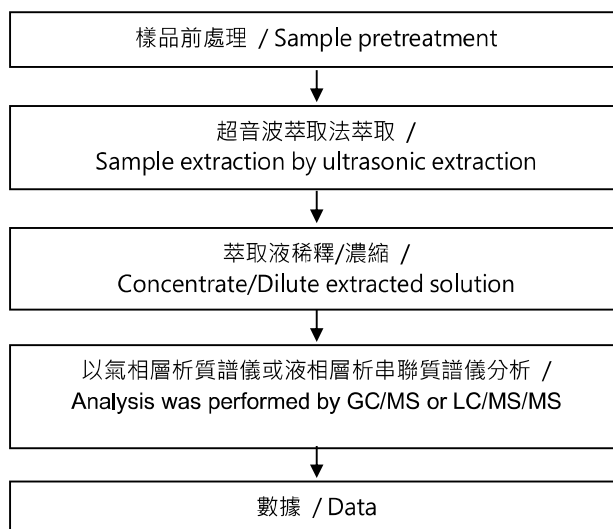 樣品前處理 / Sample pretreatment
超音波萃取法萃取 /
Sample extraction by ultrasonic extraction
萃取液稀釋/濃縮 /
Concentrate/Dilute extracted solution
以氣相層析質譜儀或液相層析串聯質譜儀分析 /
Analysis was performed by GC/MS or LC/MS/MS
數據 / Data